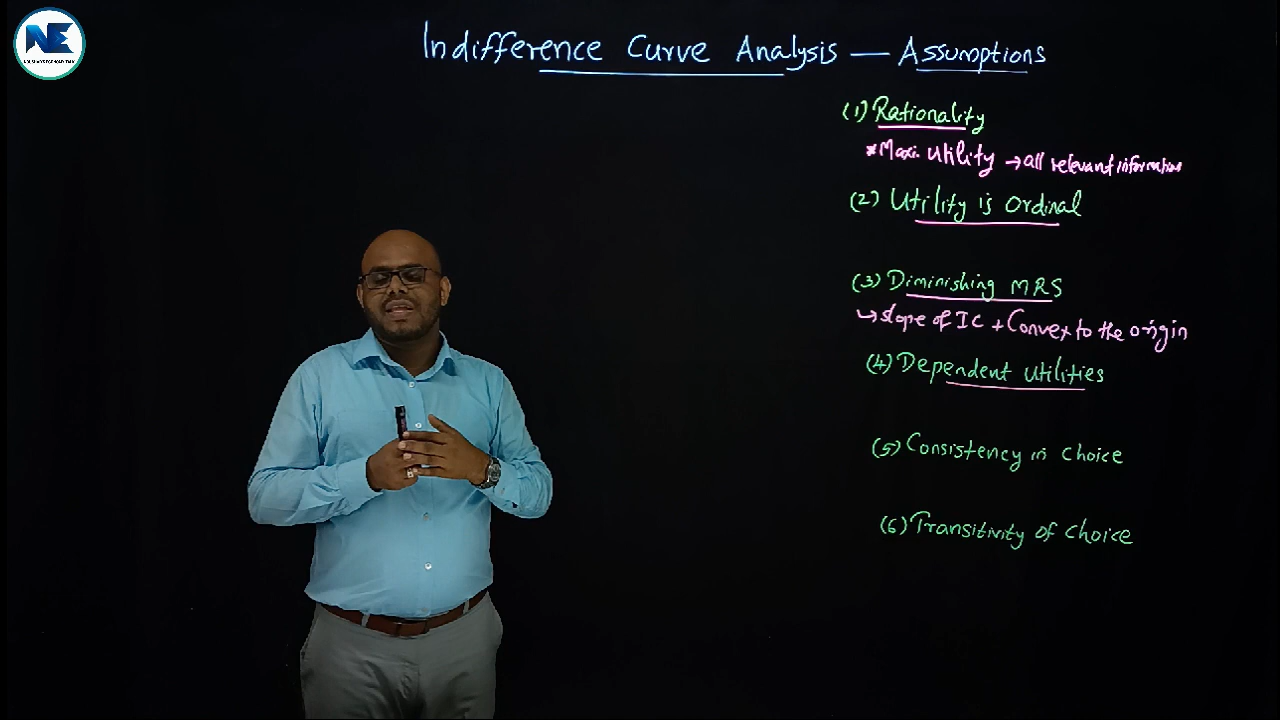 NE
Indifference Curve Analysis — Assumptions
(1) Rationality
*Maxi. Utility → all relevant information
(2) Utility is Ordinal
(3) Diminishing MRS
↳ slope of IC + Convex to the origin
(4) Dependent Utilities
(5) Consistency in Choice
(6) Transitivity of Choice